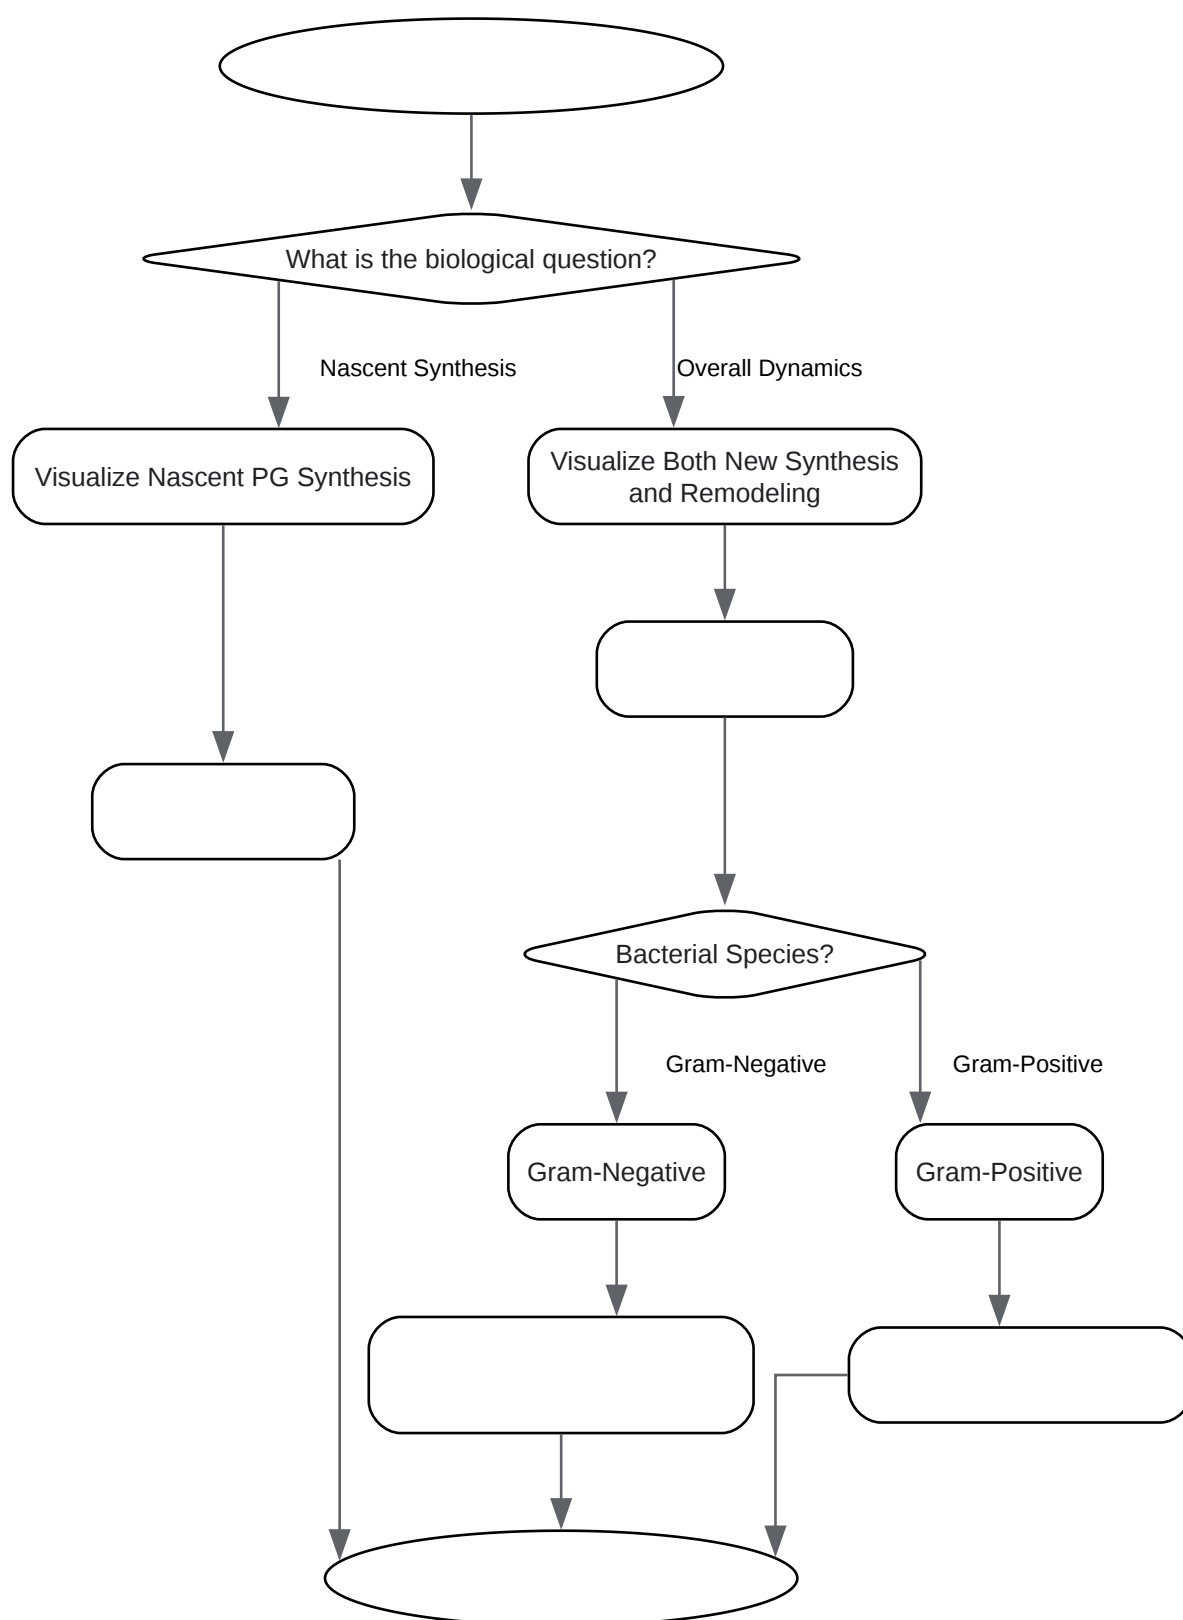 What is the biological question?
Nascent Synthesis
Overall Dynamics
Visualize Nascent PG Synthesis
Visualize Both New Synthesis
and Remodeling
Bacterial Species?
Gram-Negative
Gram-Positive
Gram-Negative
Gram-Positive